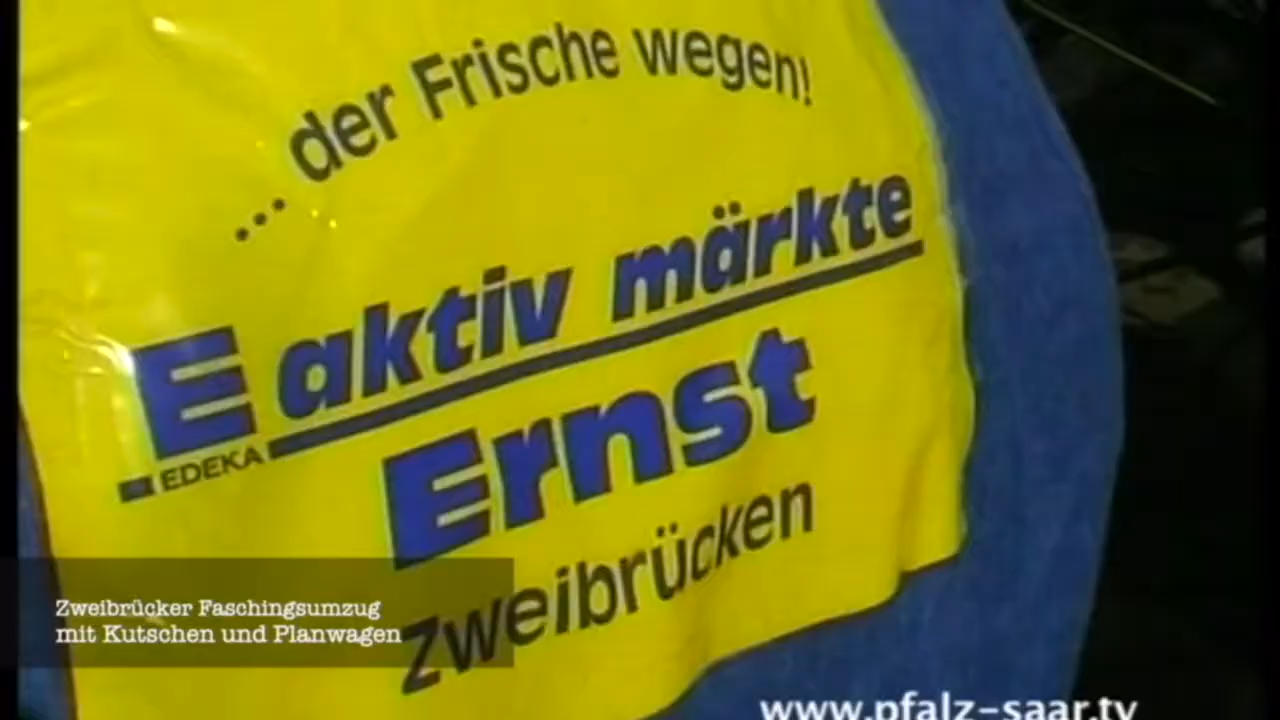 ... der Frische wegen!
E aktiv märkte
EDEKA
Ernst
Zweibrücken
Zweibrücker Faschingsumzug
mit Kutschen und Planwagen
www.pfalz-saar.tv